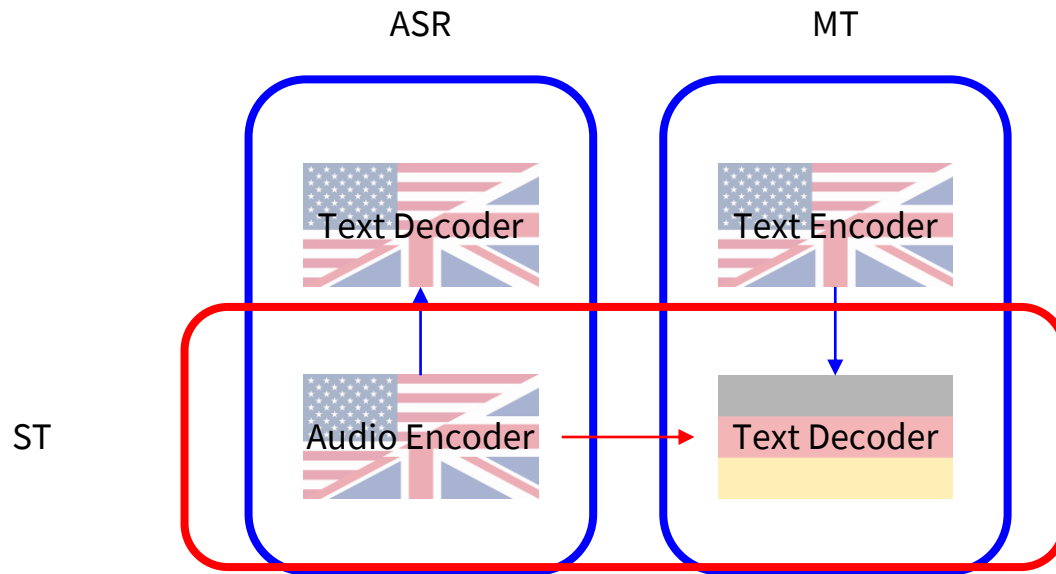 ASR
MT
Text Decoder
Text Encoder
ST
Audio Encoder
Text Decoder